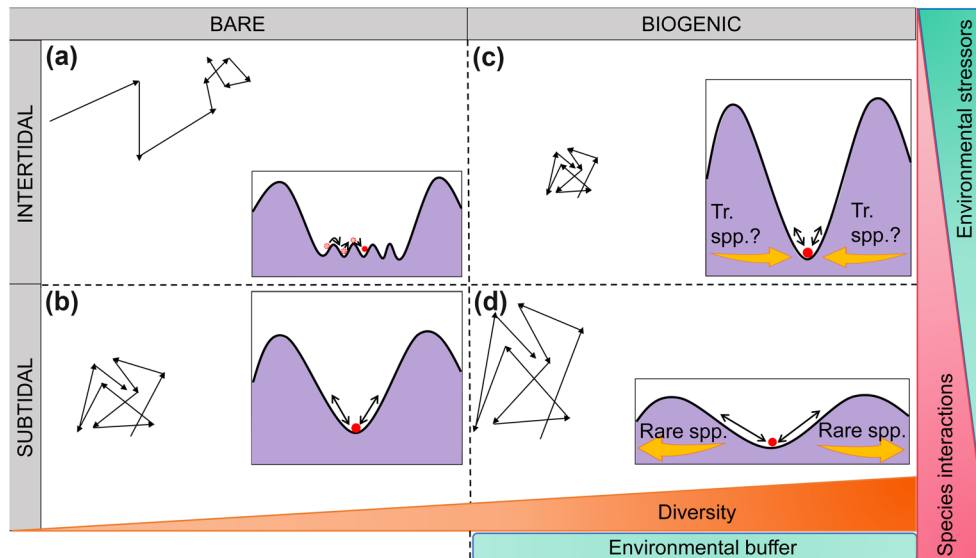 BARE
BIOGENIC
INTERTIDAL
SUBTIDAL
(a)
(c)
Tr.
spp.?
Tr.
spp.?
(b)
(d)
Rare spp.
Rare spp.
Diversity
Environmental buffer
Environmental stressors
Species interactions